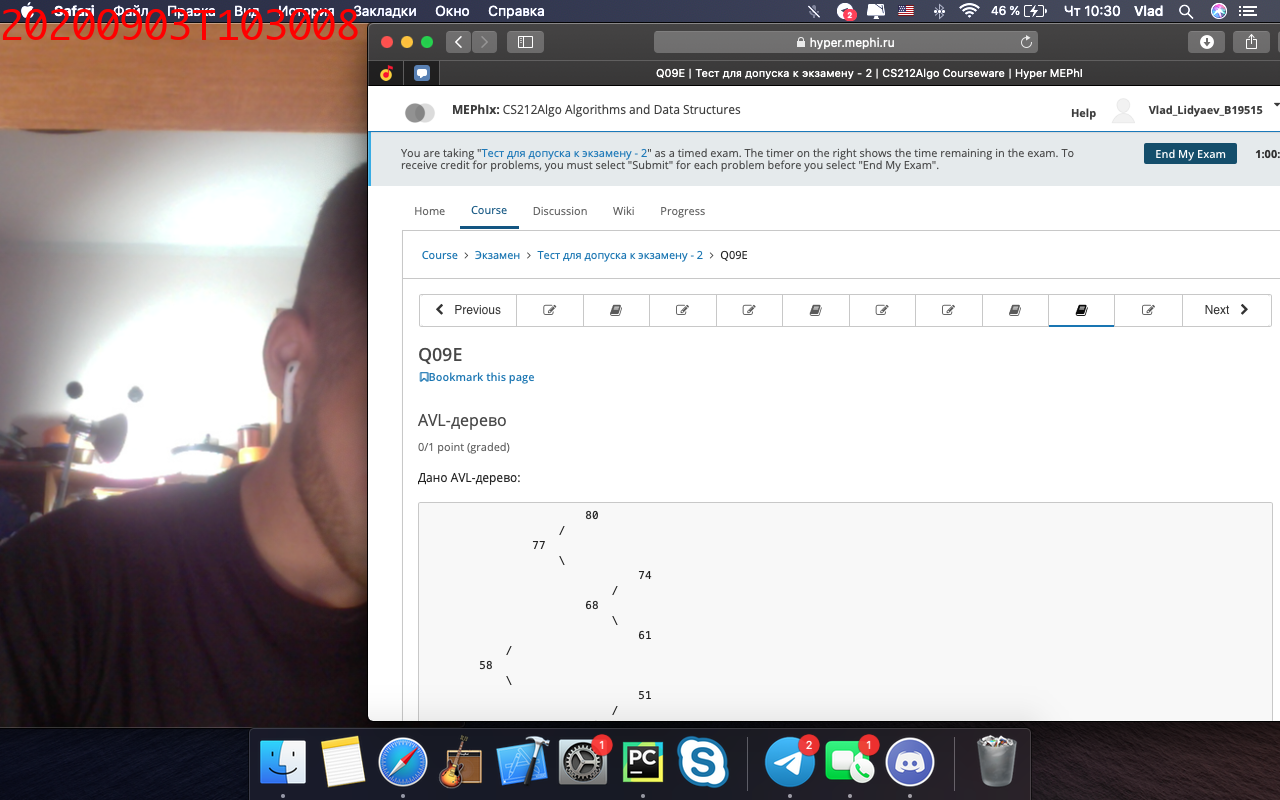 Safari Файл Правка Вид История Закладки Окно Справка 2 46 % Чт 10:30 Vlad
20200903T103008
hyper.mephi.ru
Q09E | Тест для допуска к экзамену - 2 | CS212Algo Courseware | Hyper MEPhI
MEPhIx: CS212Algo Algorithms and Data Structures
Help Vlad_Lidyaev_B19515
You are taking "Тест для допуска к экзамену - 2" as a timed exam. The timer on the right shows the time remaining in the exam. To
receive credit for problems, you must select "Submit" for each problem before you select "End My Exam".
End My Exam 1:00:
Home Course Discussion Wiki Progress
Course > Экзамен > Тест для допуска к экзамену - 2 > Q09E
Previous Next
Q09E
Bookmark this page
AVL-дерево
0/1 point (graded)
Дано AVL-дерево:
80
/
77
\
74
/
68
\
61
/
58
\
51
/
1 PC 2 1